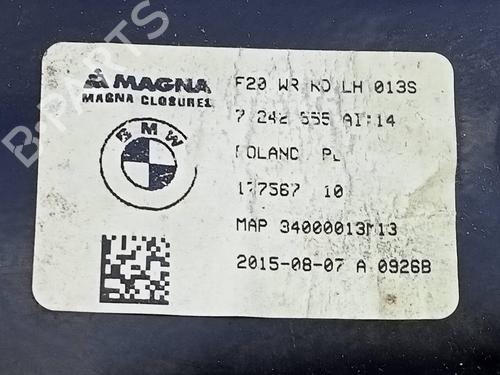 MAGNA
MAGNA CLOSURES
BMW
F20 WR KD LH 013S
7 242 555 AI:14
POLAND PL
177567 10
MAP 34000013M13
2015-08-07 A 0926B